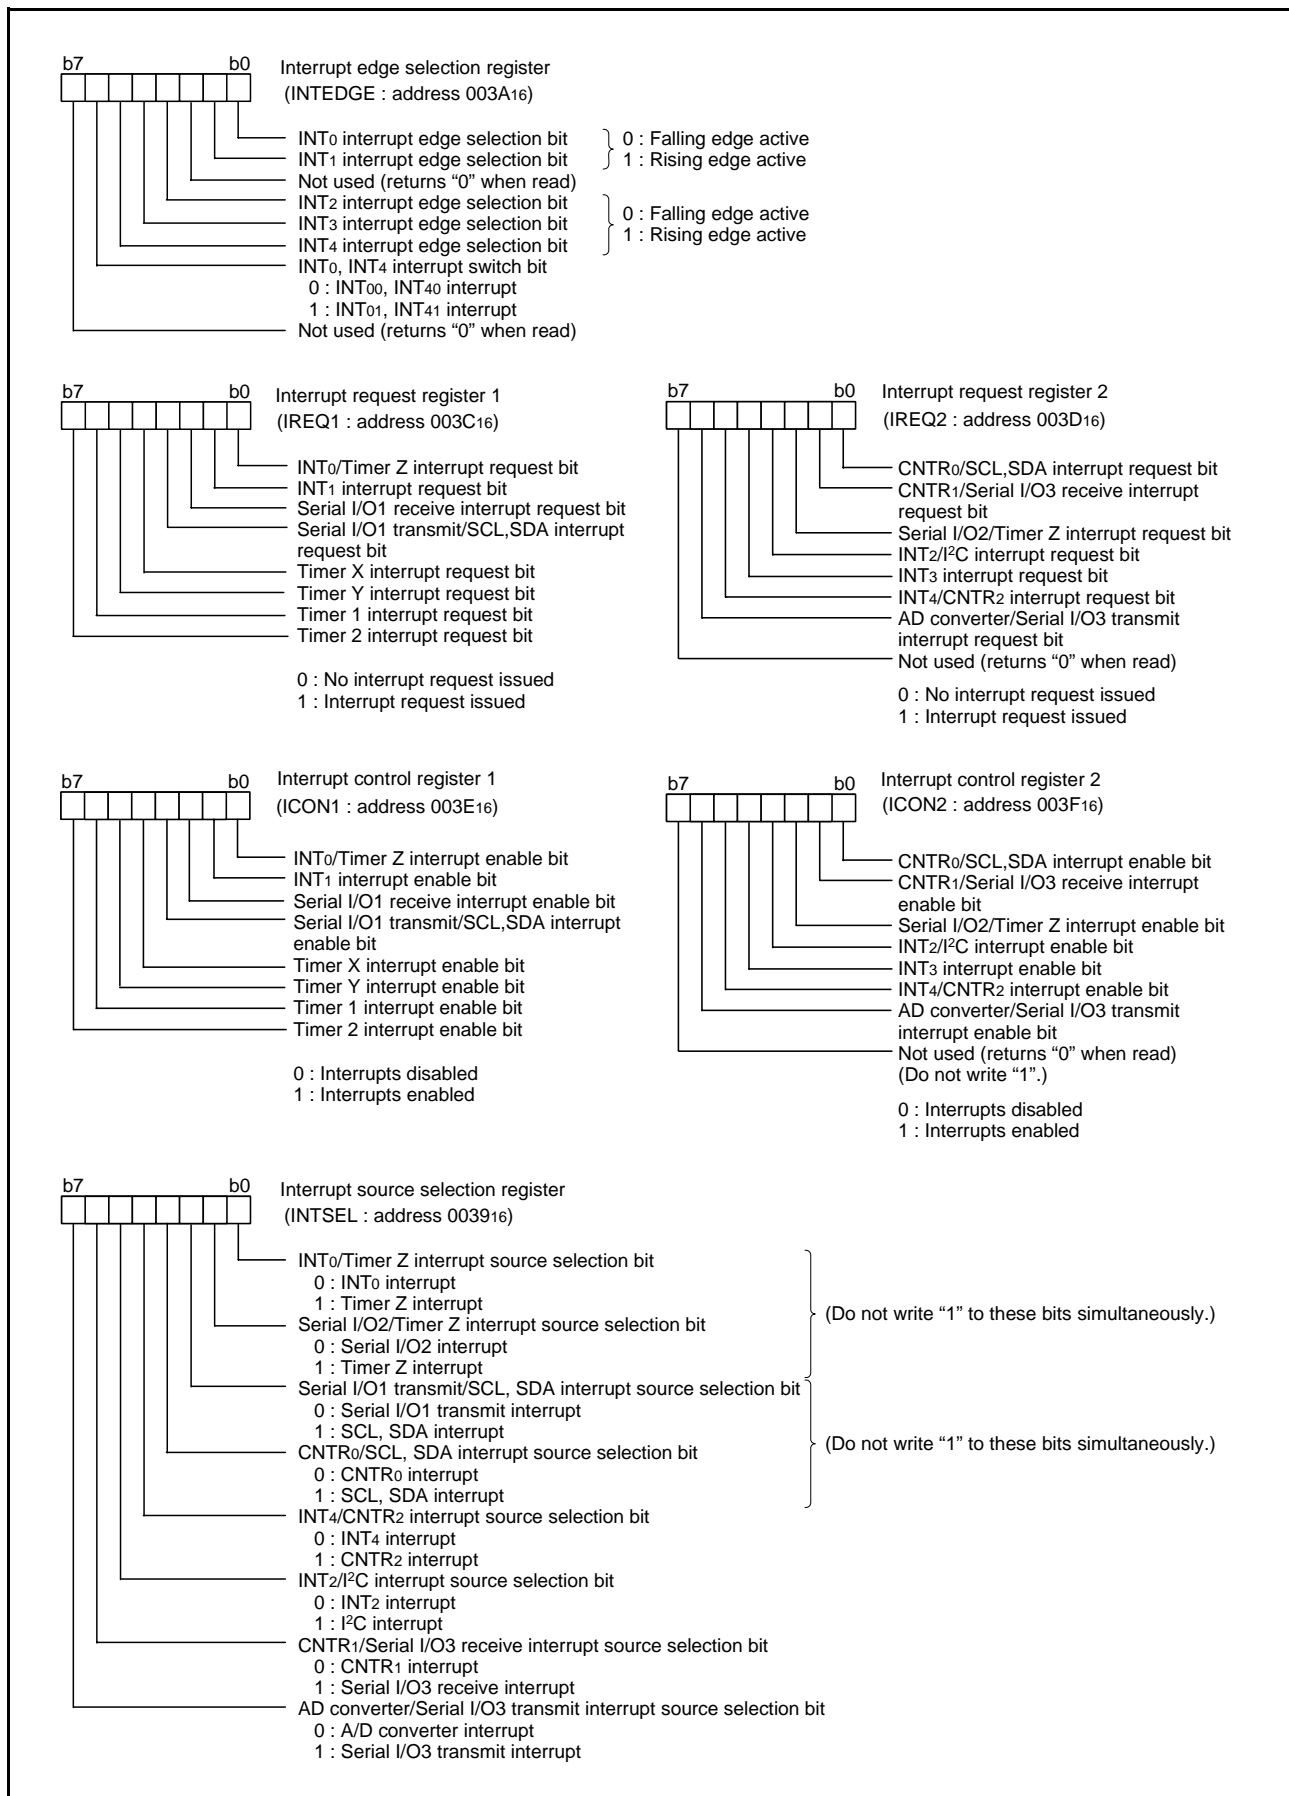 b7 b0 Interrupt edge selection register
(INTEDGE : address 003A16)
INT0 interrupt edge selection bit
INT1 interrupt edge selection bit
0 : Falling edge active
1 : Rising edge active
Not used (returns “0” when read)
INT2 interrupt edge selection bit
INT3 interrupt edge selection bit
INT4 interrupt edge selection bit
0 : Falling edge active
1 : Rising edge active
INT0, INT4 interrupt switch bit
0 : INT00, INT40 interrupt
1 : INT01, INT41 interrupt
Not used (returns “0” when read)
b7 b0 Interrupt request register 1
(IREQ1 : address 003C16)
INT0/Timer Z interrupt request bit
INT1 interrupt request bit
Serial I/O1 receive interrupt request bit
Serial I/O1 transmit/SCL,SDA interrupt
request bit
Timer X interrupt request bit
Timer Y interrupt request bit
Timer 1 interrupt request bit
Timer 2 interrupt request bit
0 : No interrupt request issued
1 : Interrupt request issued
b7 b0 Interrupt request register 2
(IREQ2 : address 003D16)
CNTR0/SCL,SDA interrupt request bit
CNTR1/Serial I/O3 receive interrupt
request bit
Serial I/O2/Timer Z interrupt request bit
INT2/I²C interrupt request bit
INT3 interrupt request bit
INT4/CNTR2 interrupt request bit
AD converter/Serial I/O3 transmit
interrupt request bit
Not used (returns “0” when read)
0 : No interrupt request issued
1 : Interrupt request issued
b7 b0 Interrupt control register 1
(ICON1 : address 003E16)
INT0/Timer Z interrupt enable bit
INT1 interrupt enable bit
Serial I/O1 receive interrupt enable bit
Serial I/O1 transmit/SCL,SDA interrupt
enable bit
Timer X interrupt enable bit
Timer Y interrupt enable bit
Timer 1 interrupt enable bit
Timer 2 interrupt enable bit
0 : Interrupts disabled
1 : Interrupts enabled
b7 b0 Interrupt control register 2
(ICON2 : address 003F16)
CNTR0/SCL,SDA interrupt enable bit
CNTR1/Serial I/O3 receive interrupt
enable bit
Serial I/O2/Timer Z interrupt enable bit
INT2/I²C interrupt enable bit
INT3 interrupt enable bit
INT4/CNTR2 interrupt enable bit
AD converter/Serial I/O3 transmit
interrupt enable bit
Not used (returns “0” when read)
(Do not write “1”.)
0 : Interrupts disabled
1 : Interrupts enabled
b7 b0 Interrupt source selection register
(INTSEL : address 003916)
INT0/Timer Z interrupt source selection bit
0 : INT0 interrupt
1 : Timer Z interrupt
(Do not write “1” to these bits simultaneously.)
Serial I/O2/Timer Z interrupt source selection bit
0 : Serial I/O2 interrupt
1 : Timer Z interrupt
Serial I/O1 transmit/SCL, SDA interrupt source selection bit
0 : Serial I/O1 transmit interrupt
1 : SCL, SDA interrupt
(Do not write “1” to these bits simultaneously.)
CNTR0/SCL, SDA interrupt source selection bit
0 : CNTR0 interrupt
1 : SCL, SDA interrupt
INT4/CNTR2 interrupt source selection bit
0 : INT4 interrupt
1 : CNTR2 interrupt
INT2/I²C interrupt source selection bit
0 : INT2 interrupt
1 : I²C interrupt
CNTR1/Serial I/O3 receive interrupt source selection bit
0 : CNTR1 interrupt
1 : Serial I/O3 receive interrupt
AD converter/Serial I/O3 transmit interrupt source selection bit
0 : A/D converter interrupt
1 : Serial I/O3 transmit interrupt